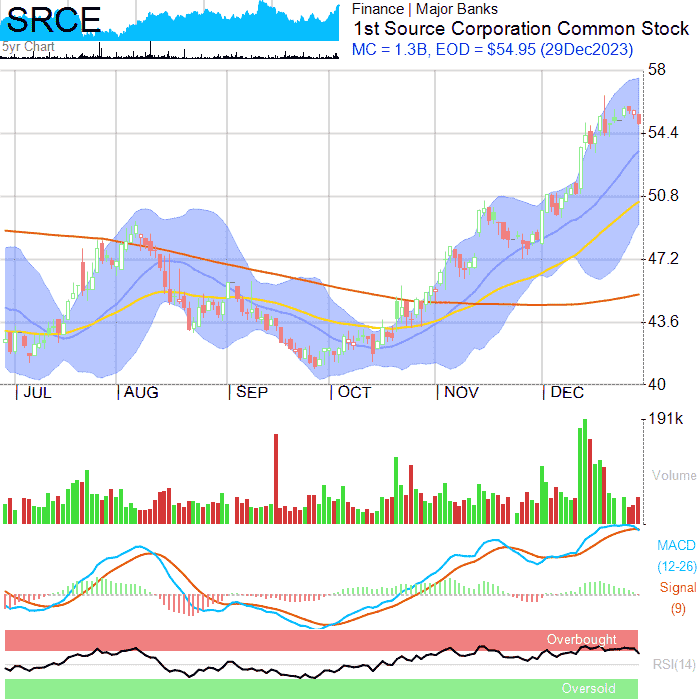 SRCE
5yr Chart
Finance | Major Banks
1st Source Corporation Common Stock
MC = 1.3B, EOD = $54.95 (29Dec2023)
58
54.4
50.8
47.2
43.6
40
| JUL | AUG | SEP | OCT | NOV | DEC
191k
Volume
MACD
(12-26)
Signal
(9)
Overbought
RSI(14)
Oversold